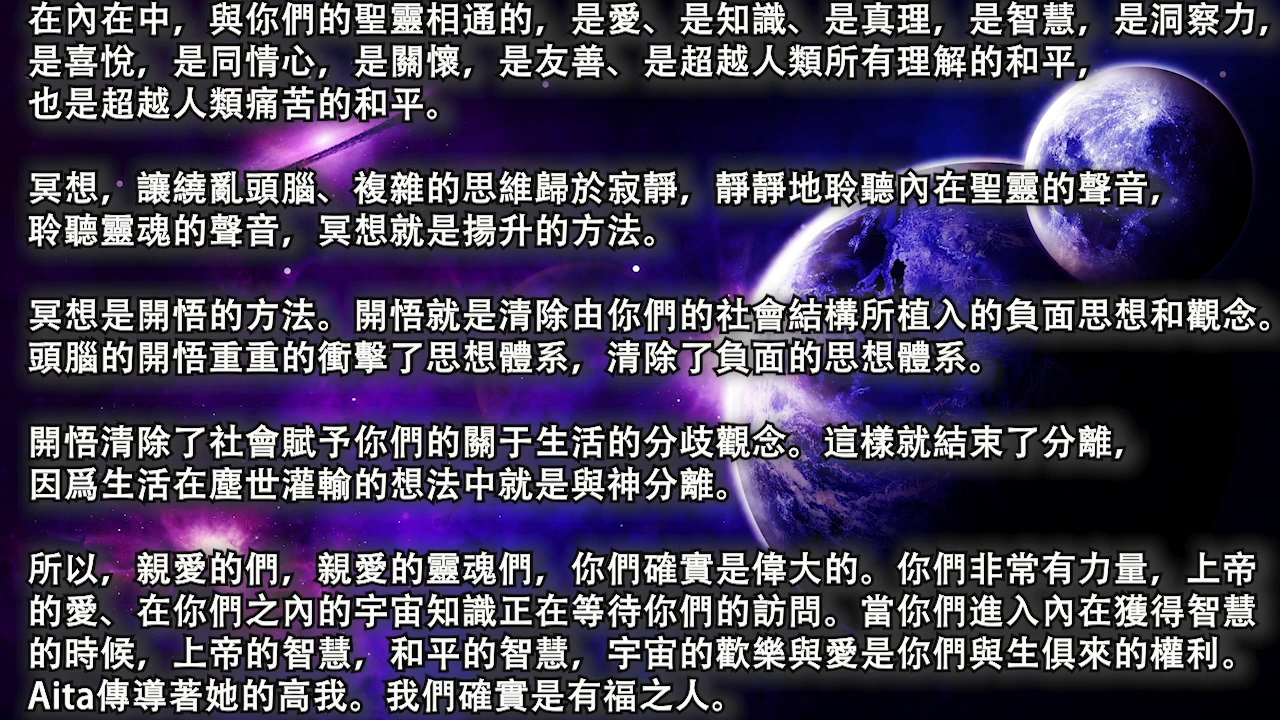 在內在中，與你們的聖靈相通的，是愛、是知識、是真理，是智慧，是洞察力，
是喜悅，是同情心，是關懷，是友善、是超越人類所有理解的和平，
也是超越人類痛苦的和平。
冥想，讓繞亂頭腦、複雜的思維歸於寂靜，靜靜地聆聽內在聖靈的聲音，
聆聽靈魂的聲音，冥想就是揚升的方法。
冥想是開悟的方法。開悟就是清除由你們的社會結構所植入的負面思想和觀念。
頭腦的開悟重重的衝擊了思想體系，清除了負面的思想體系。
開悟清除了社會賦予你們的關于生活的分歧觀念。這樣就結束了分離，
因爲生活在塵世灌輸的想法中就是與神分離。
所以，親愛的們，親愛的靈魂們，你們確實是偉大的。你們非常有力量，上帝
的愛、在你們之內的宇宙知識正在等待你們的訪問。當你們進入內在獲得智慧
的時候，上帝的智慧，和平的智慧，宇宙的歡樂與愛是你們與生俱來的權利。
Aita傳導著她的高我。我們確實是有福之人。